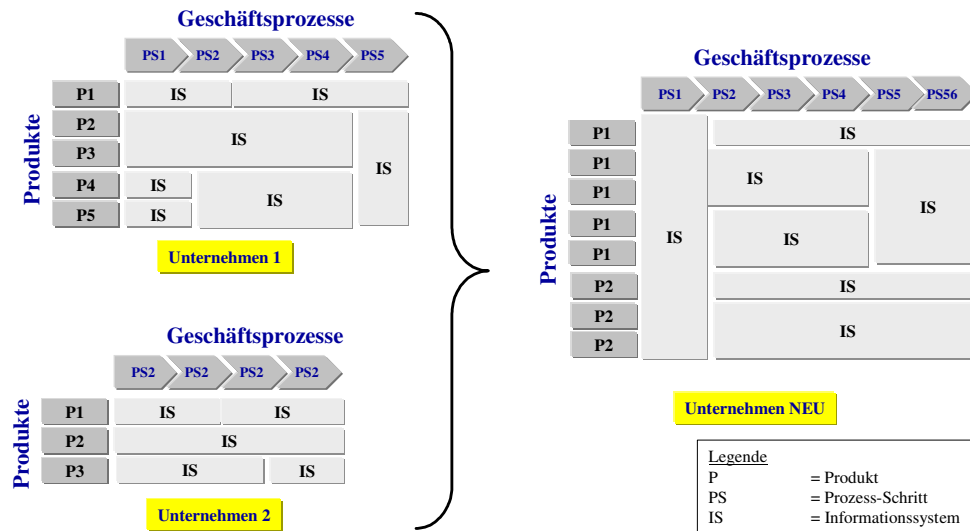 Geschäftsprozesse
PS1 PS2 PS3 PS4 PS5
Produkte
P1 IS IS
P2
IS IS
P3
P4 IS
IS
P5 IS
Unternehmen 1
Geschäftsprozesse
PS2 PS2 PS2 PS2
Produkte
P1 IS IS
P2 IS
P3 IS IS
Unternehmen 2
Geschäftsprozesse
PS1 PS2 PS3 PS4 PS5 PS56
Produkte
P1 IS
P1
IS
P1
IS IS
P1
IS
P1
P2 IS
P2
IS
P2
Unternehmen NEU
Legende
P = Produkt
PS = Prozess-Schritt
IS = Informationssystem